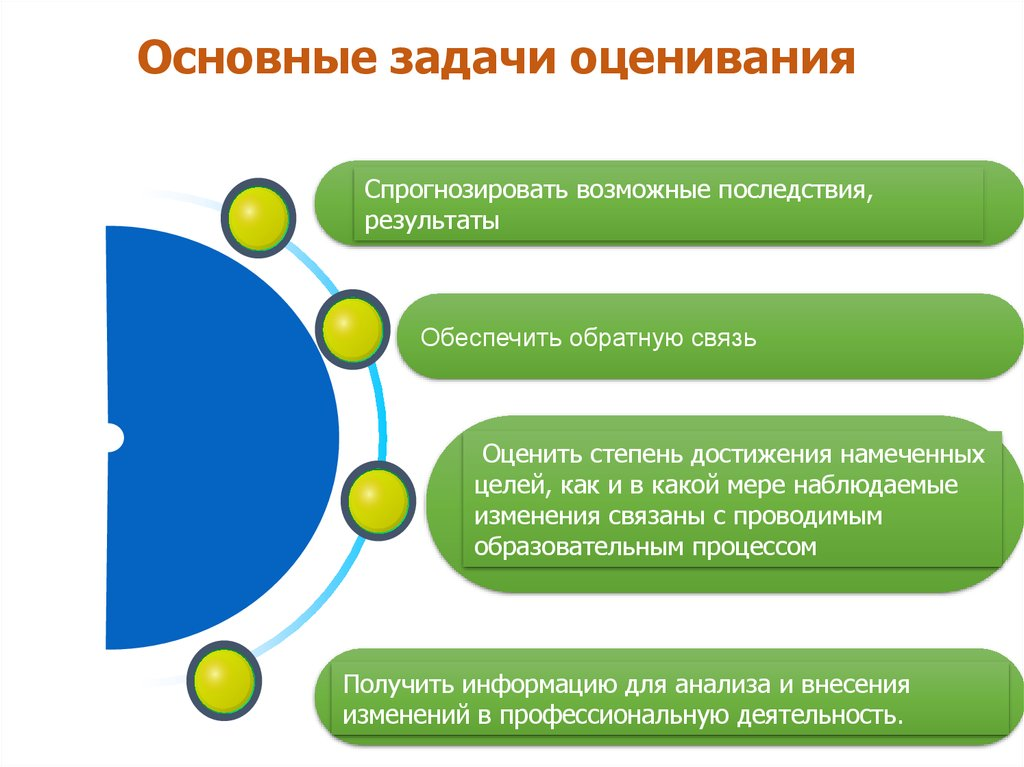 Основные задачи оценивания
Спрогнозировать возможные последствия,
результаты
Обеспечить обратную связь
Оценить степень достижения намеченных
целей, как и в какой мере наблюдаемые
изменения связаны с проводимым
образовательным процессом
Получить информацию для анализа и внесения
изменений в профессиональную деятельность.